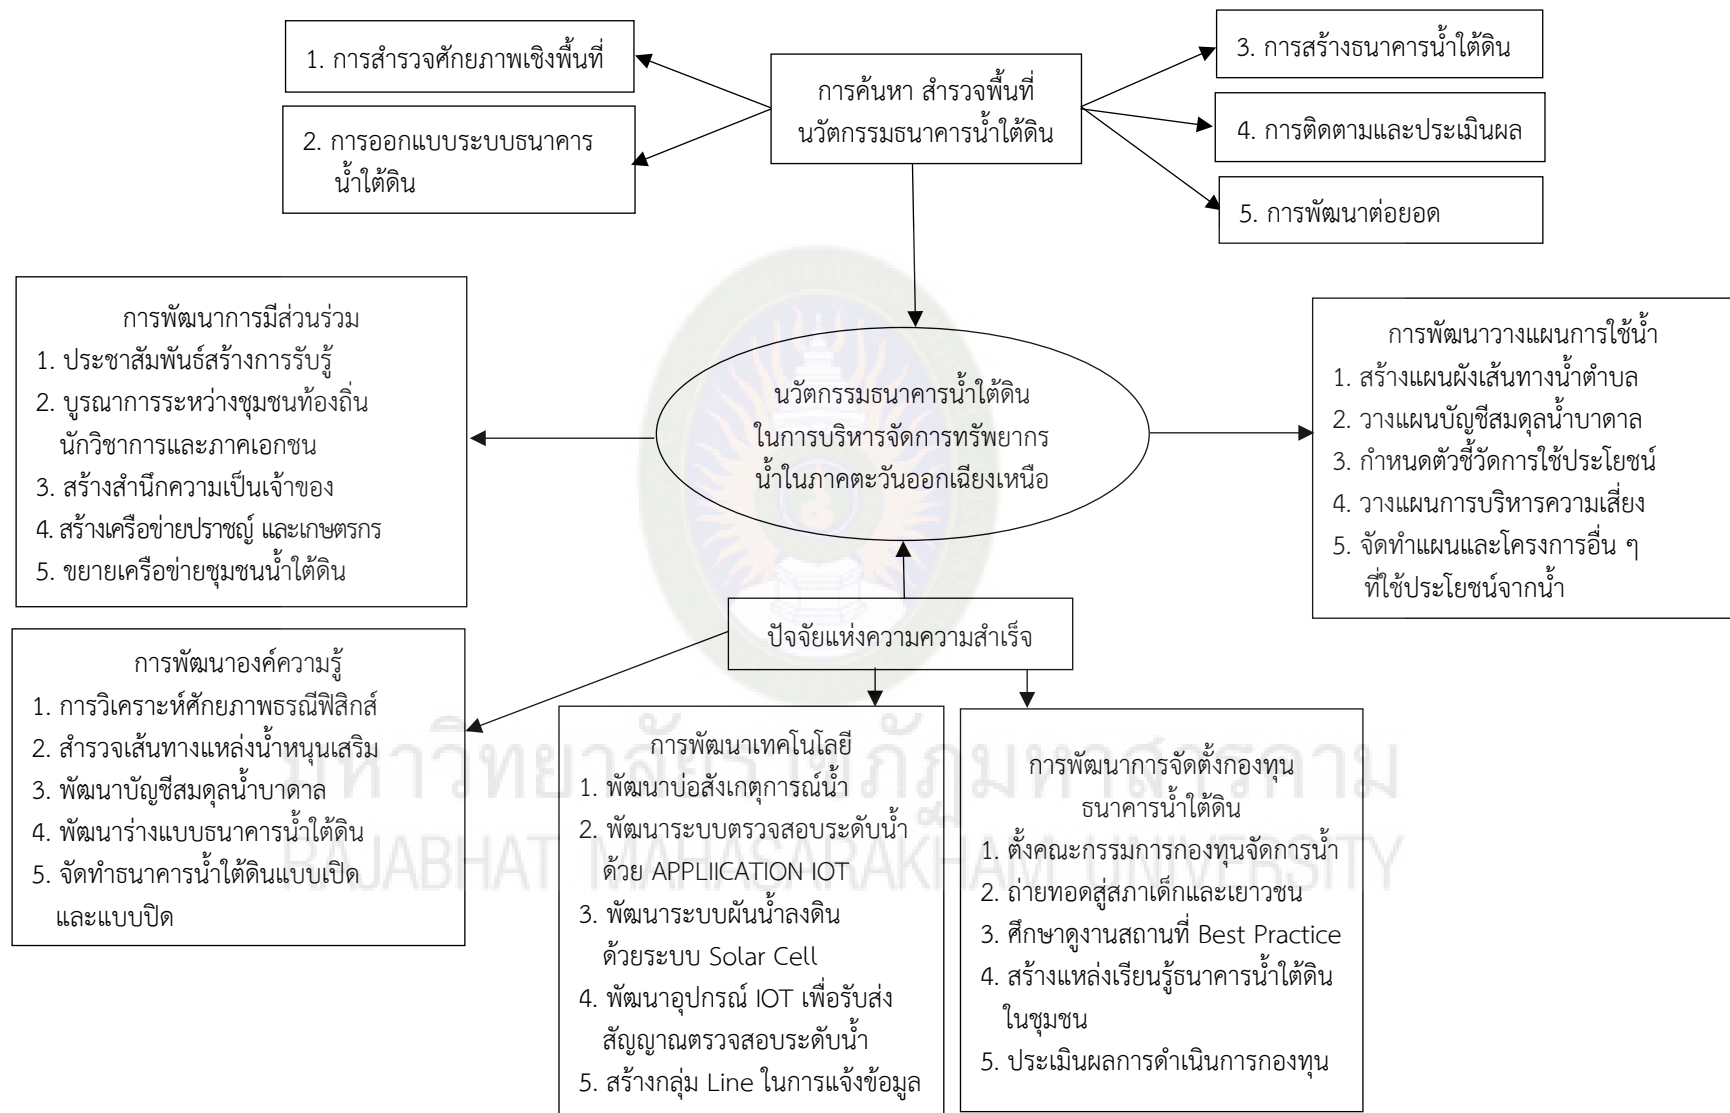 1. การสำรวจศักยภาพเชิงพื้นที่
2. การออกแบบระบบธนาคาร
น้ำใต้ดิน
การค้นหา สำรวจพื้นที่
นวัตกรรมธนาคารน้ำใต้ดิน
3. การสร้างธนาคารน้ำใต้ดิน
4. การติดตามและประเมินผล
5. การพัฒนาต่อยอด
การพัฒนาการมีส่วนร่วม
1. ประชาสัมพันธ์สร้างการรับรู้
2. บูรณาการระหว่างชุมชนท้องถิ่น
นักวิชาการและภาคเอกชน
3. สร้างสำนึกความเป็นเจ้าของ
4. สร้างเครือข่ายปราชญ์ และเกษตรกร
5. ขยายเครือข่ายชุมชนน้ำใต้ดิน
นวัตกรรมธนาคารน้ำใต้ดิน
ในการบริหารจัดการทรัพยากร
น้ำในภาคตะวันออกเฉียงเหนือ
การพัฒนาวางแผนการใช้น้ำ
1. สร้างแผนผังเส้นทางน้ำตำบล
2. วางแผนบัญชีสมดุลน้ำบาดาล
3. กำหนดตัวชี้วัดการใช้ประโยชน์
4. วางแผนการบริหารความเสี่ยง
5. จัดทำแผนและโครงการอื่น ๆ
ที่ใช้ประโยชน์จากน้ำ
ปัจจัยแห่งความความสำเร็จ
การพัฒนาองค์ความรู้
1. การวิเคราะห์ศักยภาพธรณีฟิสิกส์
2. สำรวจเส้นทางแหล่งน้ำหนุนเสริม
3. พัฒนาบัญชีสมดุลน้ำบาดาล
4. พัฒนาร่างแบบธนาคารน้ำใต้ดิน
5. จัดทำธนาคารน้ำใต้ดินแบบเปิด
และแบบปิด
การพัฒนาเทคโนโลยี
1. พัฒนาบ่อสังเกตุการณ์น้ำ
2. พัฒนาระบบตรวจสอบระดับน้ำ
ด้วย APPLIICATION IOT
3. พัฒนาระบบผันน้ำลงดิน
ด้วยระบบ Solar Cell
4. พัฒนาอุปกรณ์ IOT เพื่อรับส่ง
สัญญาณตรวจสอบระดับน้ำ
5. สร้างกลุ่ม Line ในการแจ้งข้อมูล
การพัฒนาการจัดตั้งกองทุน
ธนาคารน้ำใต้ดิน
1. ตั้งคณะกรรมการกองทุนจัดการน้ำ
2. ถ่ายทอดสู่สภาเด็กและเยาวชน
3. ศึกษาดูงานสถานที่ Best Practice
4. สร้างแหล่งเรียนรู้ธนาคารน้ำใต้ดิน
ในชุมชน
5. ประเมินผลการดำเนินการกองทุน
มหาวิทยาลัยราชภัฏมหาสารคาม
RAJABHAT MAHASARAKHAM UNIVERSITY